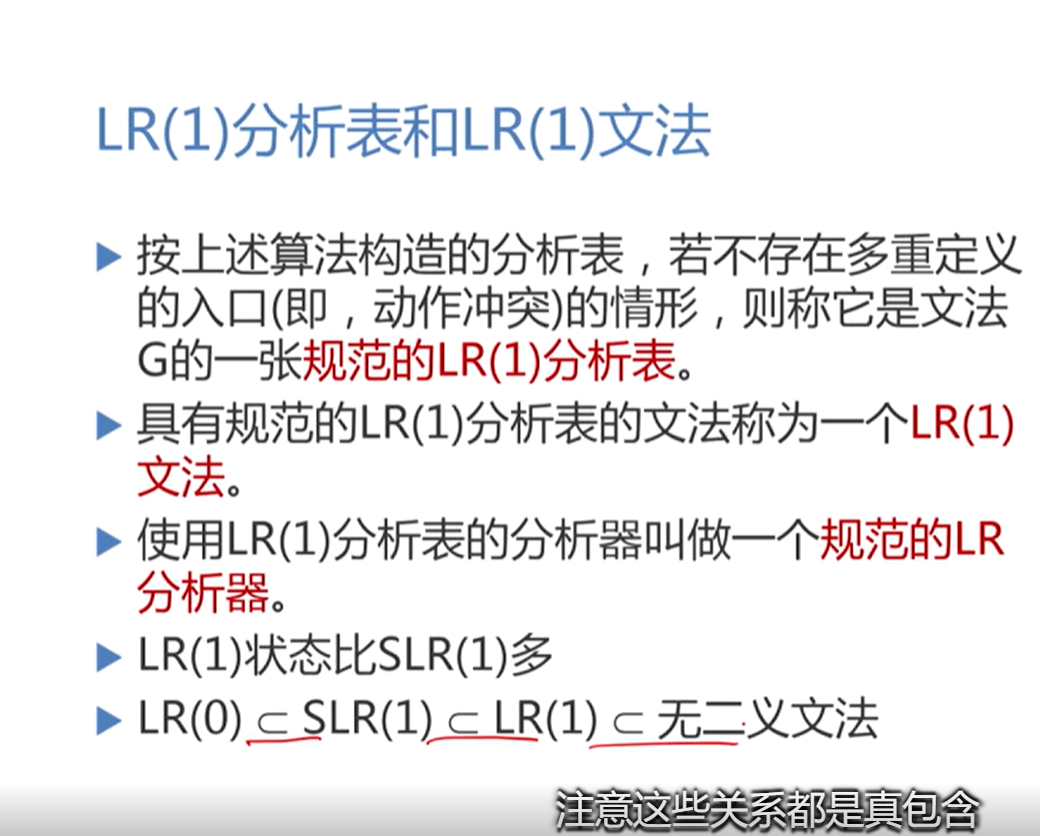 LR(1)分析表和LR(1)文法
按上述算法构造的分析表，若不存在多重定义
的入口(即，动作冲突)的情形，则称它是文法
G的一张规范的LR(1)分析表。
具有规范的LR(1)分析表的文法称为一个LR(1)
文法。
使用LR(1)分析表的分析器叫做一个规范的LR
分析器。
LR(1)状态比SLR(1)多
LR(0) ⊂ SLR(1) ⊂ LR(1) ⊂ 无二义文法
注意这些关系都是真包含